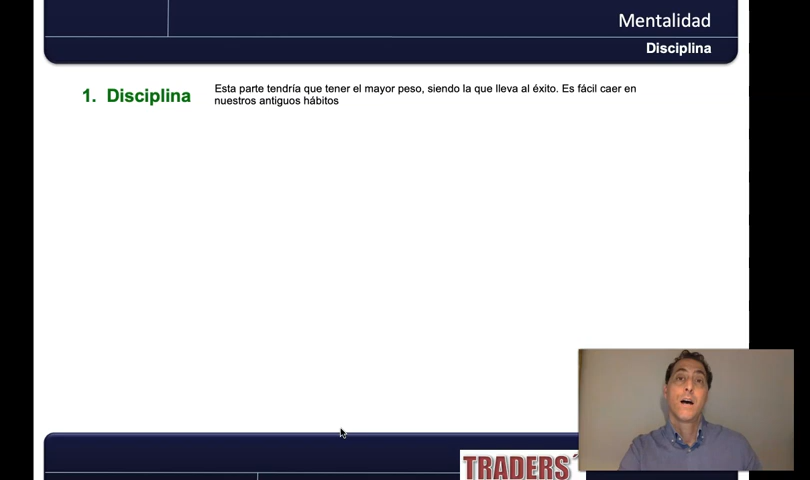 Mentalidad
Disciplina
1. Disciplina
Esta parte tendría que tener el mayor peso, siendo la que lleva al éxito. Es fácil caer en
nuestros antiguos hábitos
TRADERS'